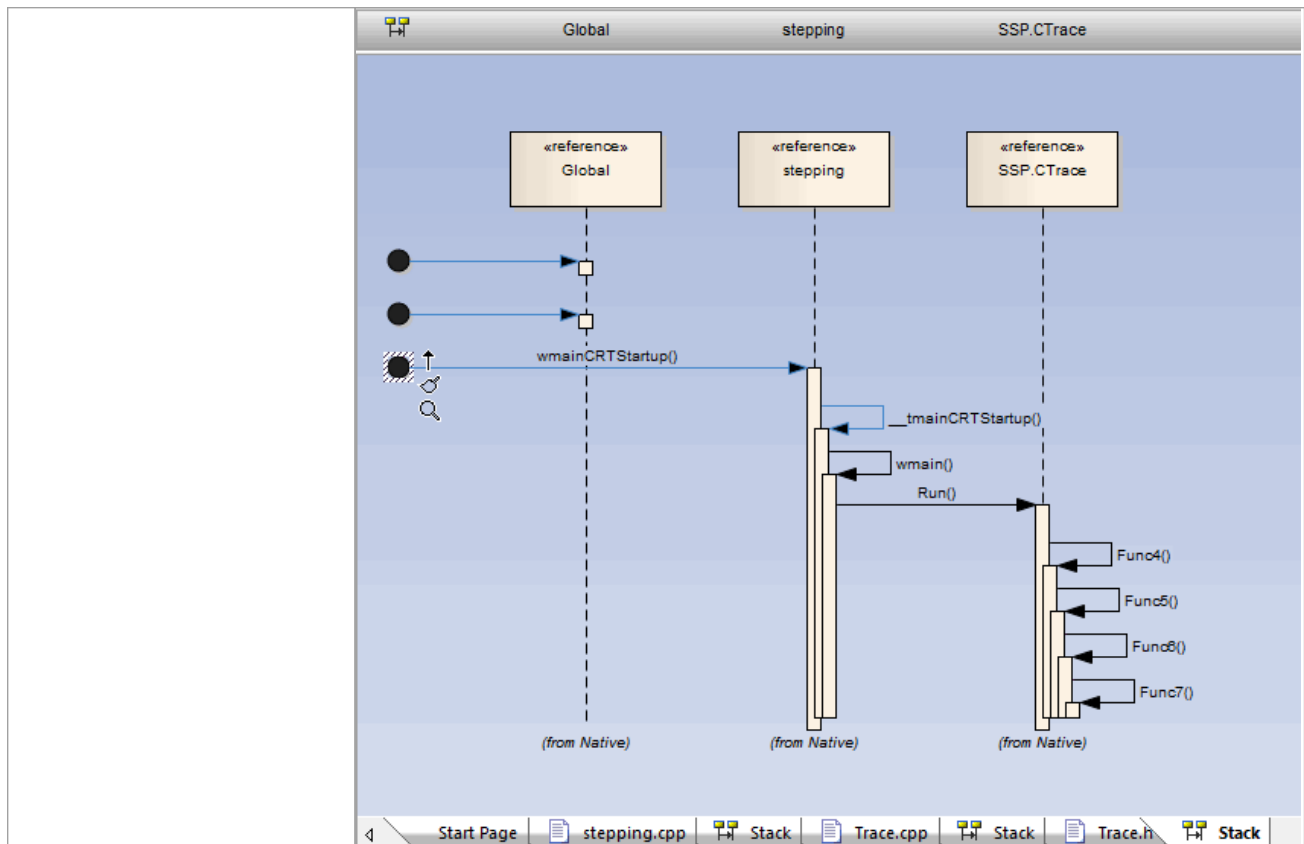 Global stepping SSP.CTrace
«reference» «reference» «reference»
Global stepping SSP.CTrace
wmainCRTStartup()
__tmainCRTStartup()
wmain()
Run()
Func4()
Func5()
Func6()
Func7()
(from Native) (from Native) (from Native)
Start Page stepping.cpp Stack Trace.cpp Stack Trace.h Stack